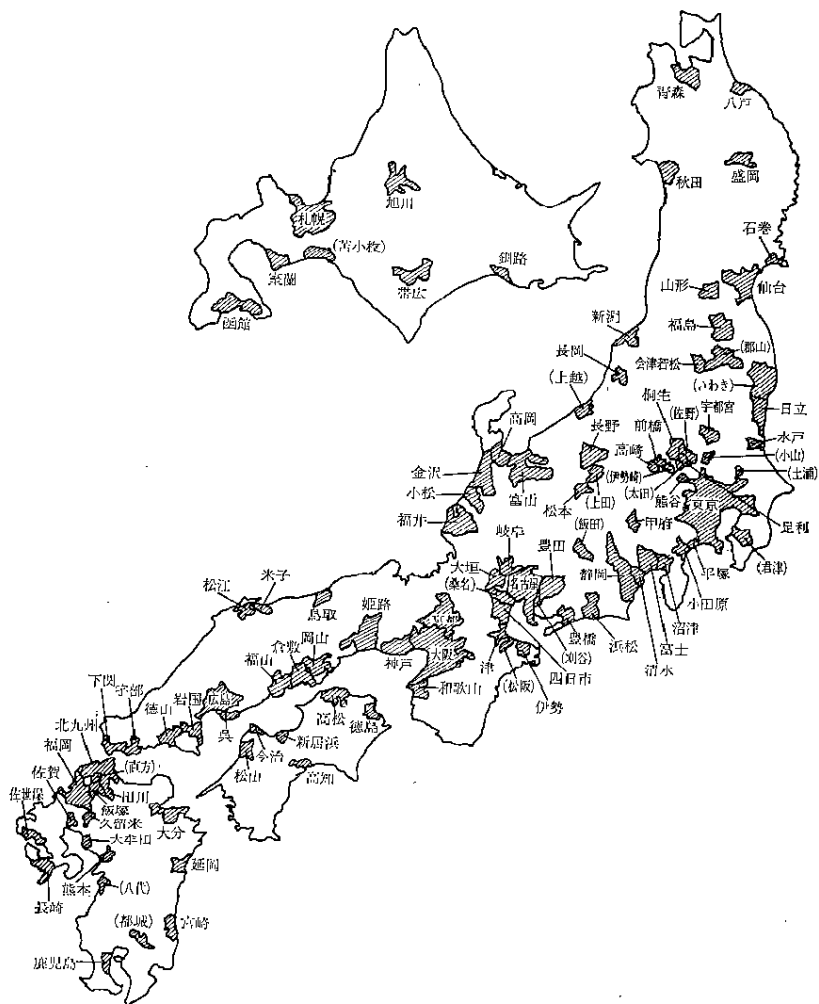 青森
八戸
秋田
盛岡
旭川
札幌
(苫小牧)
室蘭
帯広
釧路
函館
石巻
山形
仙台
新潟
福島
長岡
会津若松
(郡山)
(上越)
(いわき)
桐生
(佐野)
宇都宮
日立
高岡
長野
前橋
水戸
高崎
(小山)
金沢
(伊勢崎)
(土浦)
富山
(太田)
熊谷
小松
松本
(上田)
東京
福井
(飯田)
甲府
足利
岐阜
豊田
大垣
(桑名)
名古屋
静岡
平塚
(君津)
小田原
松江
米子
鳥取
姫路
京都
沼津
岡山
倉敷
福山
神戸
大阪
津
豊橋
(刈谷)
浜松
富士
清水
和歌山
(松阪)
四日市
伊勢
下関
宇部
徳山
岩国
広島
呉
高松
徳島
北九州
今治
新居浜
福岡
(直方)
松山
高知
佐賀
田川
佐世保
飯塚
久留米
大分
大牟田
延岡
熊本
(八代)
長崎
(都城)
宮崎
鹿児島